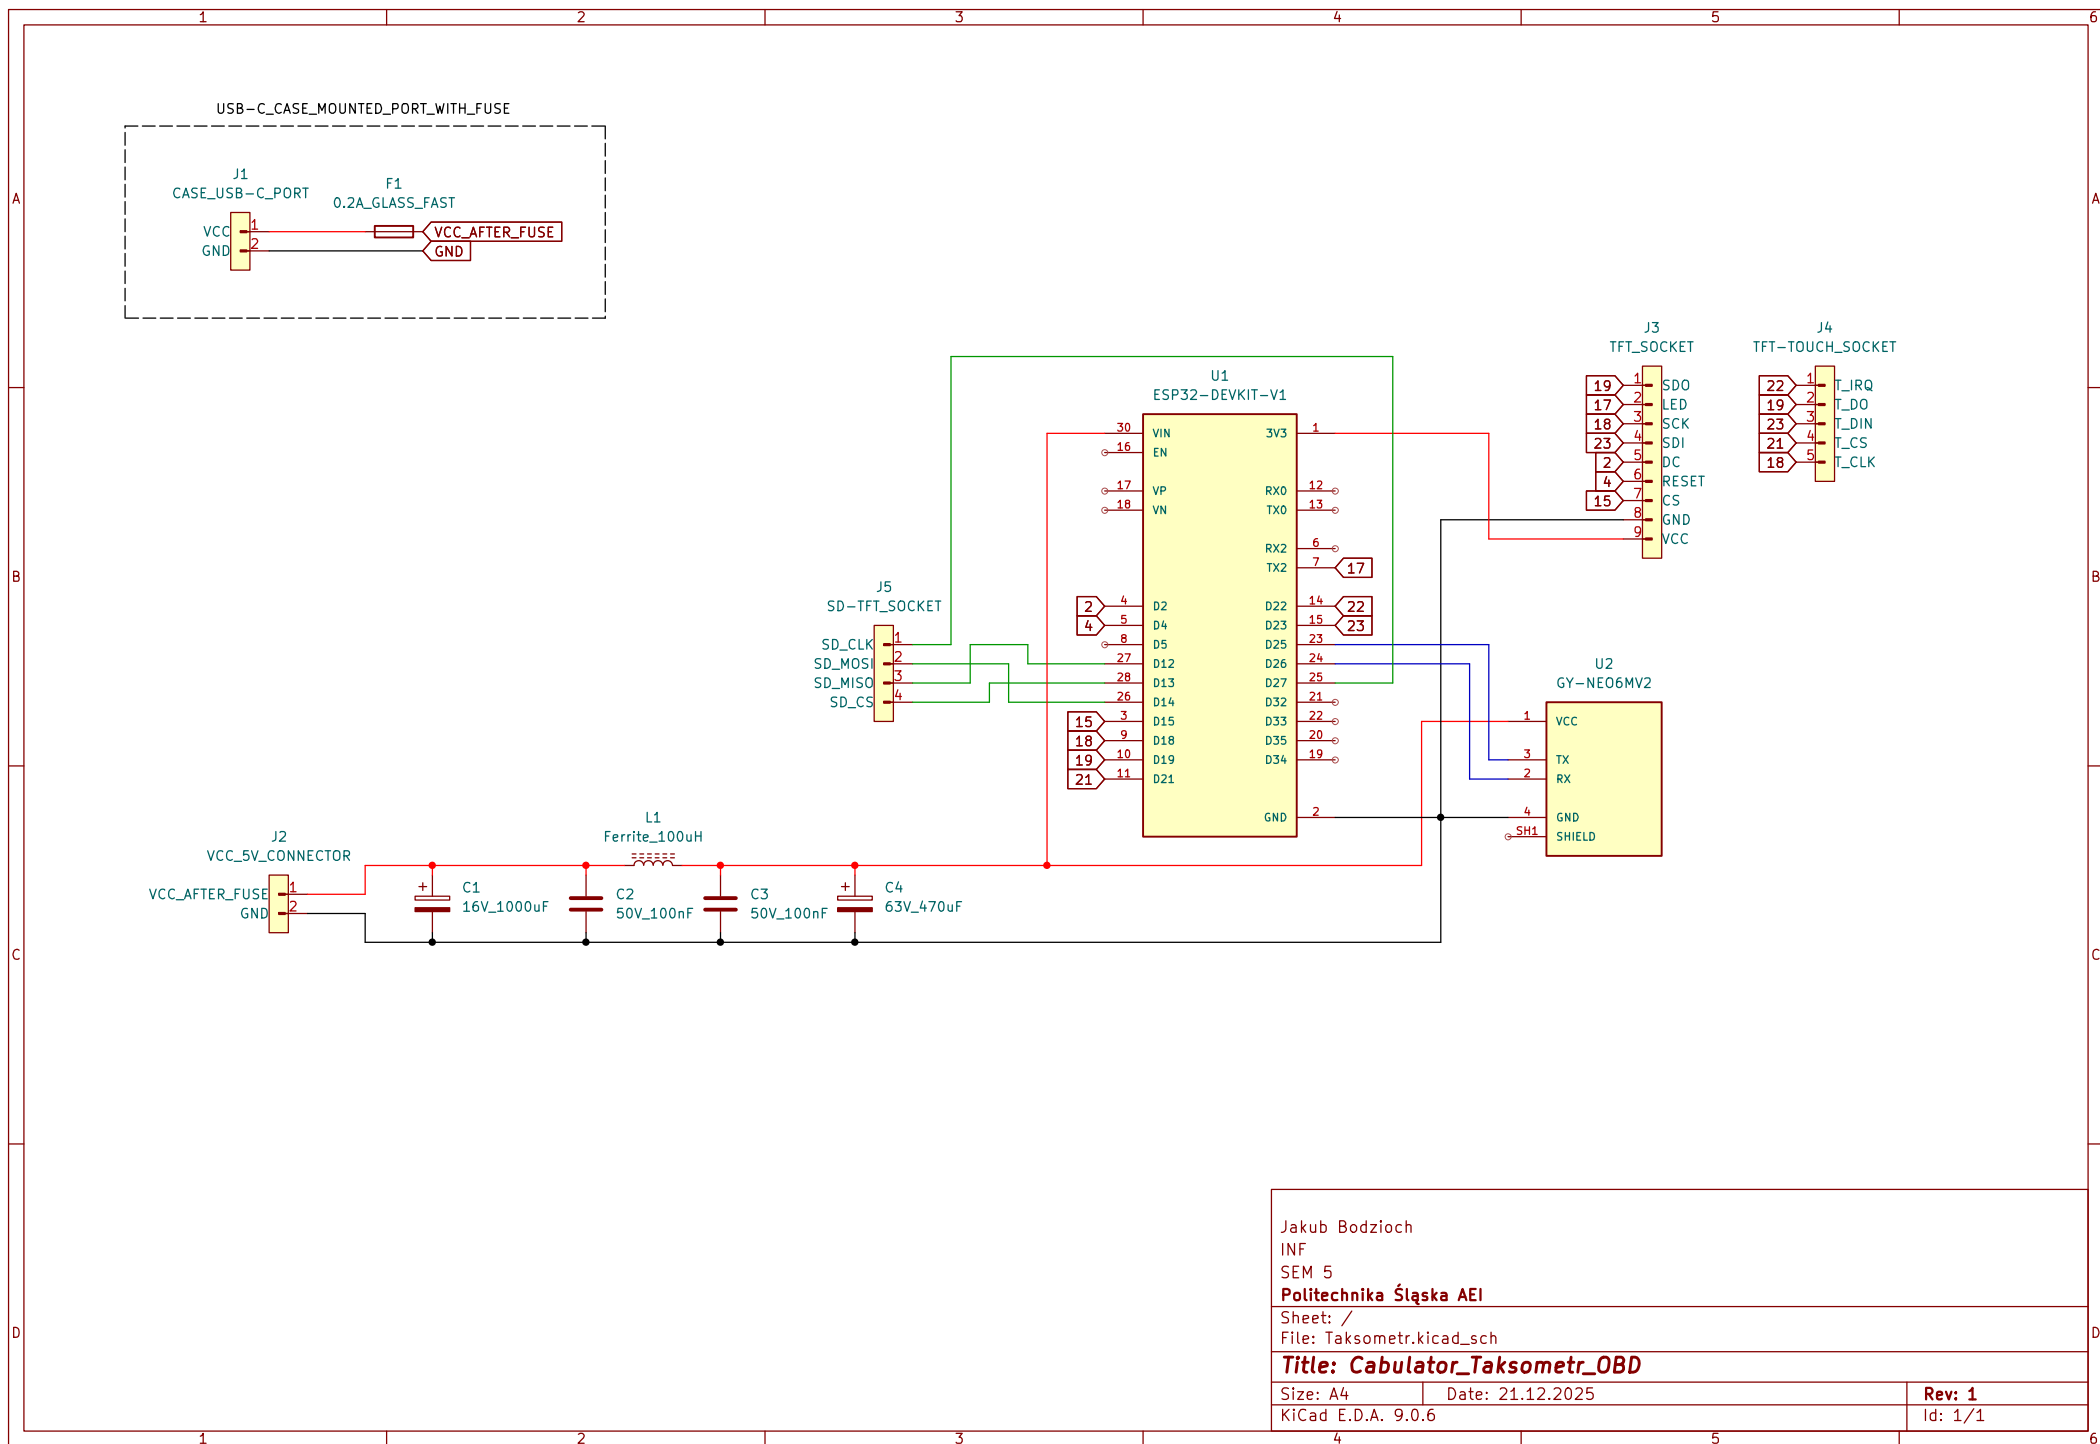 1 2 3 4 5 6
USB-C_CASE_MOUNTED_PORT_WITH_FUSE
J1
CASE_USB-C_PORT
F1
0.2A_GLASS_FAST
VCC 1 VCC_AFTER_FUSE
GND 2 GND
A A
J3
TFT_SOCKET
19 1 SDO
17 2 LED
18 3 SCK
23 4 SDI
2 5 DC
4 6 RESET
15 7 CS
8 GND
9 VCC
J4
TFT-TOUCH_SOCKET
22 1 T_IRQ
19 2 T_DO
23 3 T_DIN
21 4 T_CS
18 5 T_CLK
U1
ESP32-DEVKIT-V1
30 VIN 3V3 1
16 EN
17 VP RX0 12
18 VN TX0 13
RX2 6
TX2 7 17
2 4 D2 D22 14 22
4 5 D4 D23 15 23
8 D5 D25 23
27 D12 D26 24
28 D13 D27 25
26 D14 D32 21
15 3 D15 D33 22
18 9 D18 D35 20
19 10 D19 D34 19
21 11 D21
GND 2
B B
J5
SD-TFT_SOCKET
SD_CLK 1
SD_MOSI 2
SD_MISO 3
SD_CS 4
U2
GY-NEO6MV2
1 VCC
3 TX
2 RX
4 GND
SH1 SHIELD
J2
VCC_5V_CONNECTOR
VCC_AFTER_FUSE 1
GND 2
L1
Ferrite_100uH
+ C1
16V_1000uF
C2
50V_100nF
C3
50V_100nF
+ C4
63V_470uF
C C
D D
Jakub Bodzioch
INF
SEM 5
Politechnika Śląska AEI
Sheet: /
File: Taksometr.kicad_sch
Title: Cabulator_Taksometr_OBD
Size: A4 Date: 21.12.2025 Rev: 1
KiCad E.D.A. 9.0.6 Id: 1/1
1 2 3 4 5 6